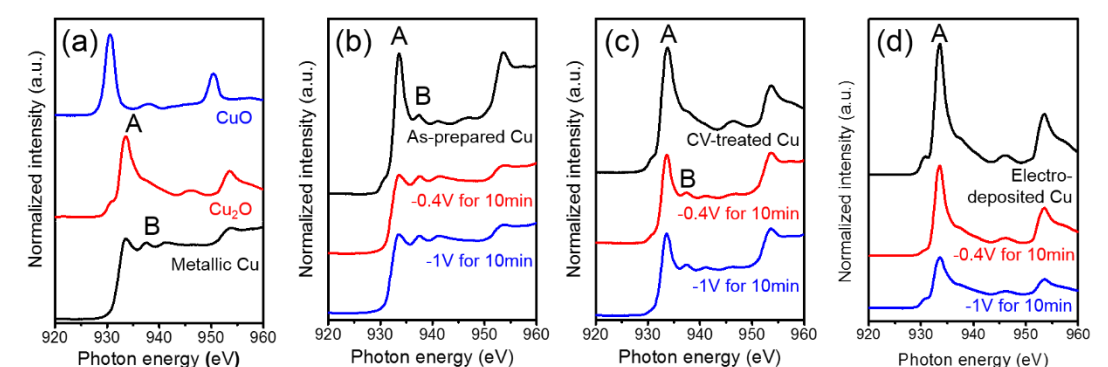 (a)
CuO
A
Cu₂O
B
Metallic Cu
Normalized intensity (a.u.)
920 930 940 950 960
Photon energy (eV)
(b)
A
B
As-prepared Cu
-0.4V for 10min
-1V for 10min
Normalized intensity (a.u.)
920 930 940 950 960
Photon energy (eV)
(c)
A
CV-treated Cu
B
-0.4V for 10min
-1V for 10min
Normalized intensity (a.u.)
920 930 940 950 960
Photon energy (eV)
(d)
A
Electro-
deposited Cu
-0.4V for 10min
-1V for 10min
Normalized intensity (a.u.)
920 930 940 950 960
Photon energy (eV)